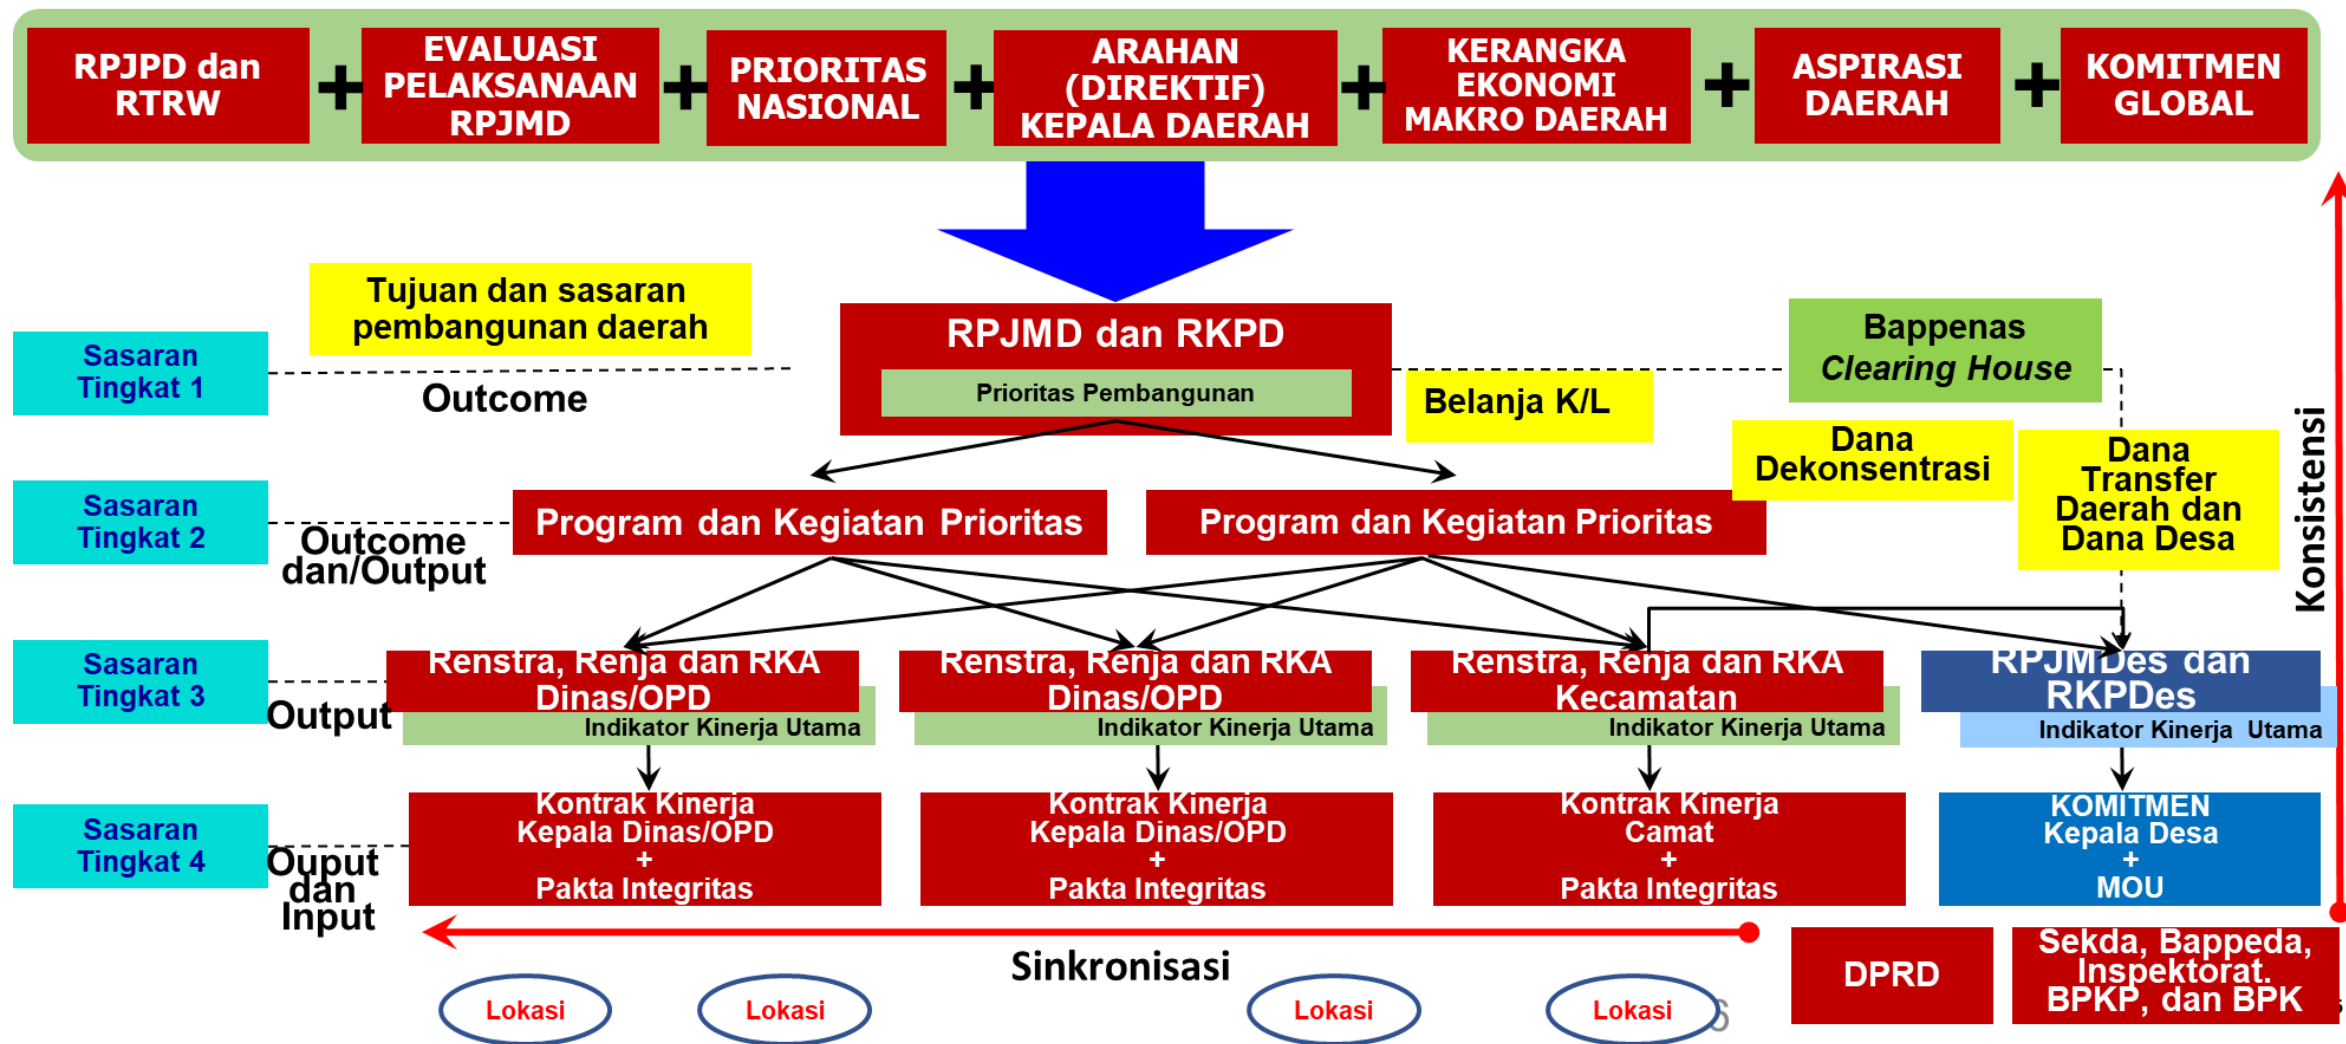 RPJPD dan
RTRW
+
EVALUASI
PELAKSANAAN
RPJMD
+
PRIORITAS
NASIONAL
+
ARAHAN
(DIREKTIF)
KEPALA DAERAH
+
KERANGKA
EKONOMI
MAKRO DAERAH
+
ASPIRASI
DAERAH
+
KOMITMEN
GLOBAL
Tujuan dan sasaran
pembangunan daerah
Sasaran
Tingkat 1
Outcome
RPJMD dan RKPD
Prioritas Pembangunan
Belanja K/L
Bappenas
Clearing House
Dana
Dekonsentrasi
Dana
Transfer
Daerah dan
Dana Desa
Konsistensi
Sasaran
Tingkat 2
Outcome
dan/Output
Program dan Kegiatan Prioritas
Program dan Kegiatan Prioritas
Sasaran
Tingkat 3
Output
Renstra, Renja dan RKA
Dinas/OPD
Indikator Kinerja Utama
Renstra, Renja dan RKA
Dinas/OPD
Indikator Kinerja Utama
Renstra, Renja dan RKA
Kecamatan
Indikator Kinerja Utama
RPJMDes dan
RKPDes
Indikator Kinerja Utama
Sasaran
Tingkat 4
Ouput
dan
Input
Kontrak Kinerja
Kepala Dinas/OPD
+
Pakta Integritas
Kontrak Kinerja
Kepala Dinas/OPD
+
Pakta Integritas
Kontrak Kinerja
Camat
+
Pakta Integritas
KOMITMEN
Kepala Desa
+
MOU
Sinkronisasi
Lokasi
Lokasi
Lokasi
Lokasi
DPRD
Sekda, Bappeda,
Inspektorat.
BPKP, dan BPK